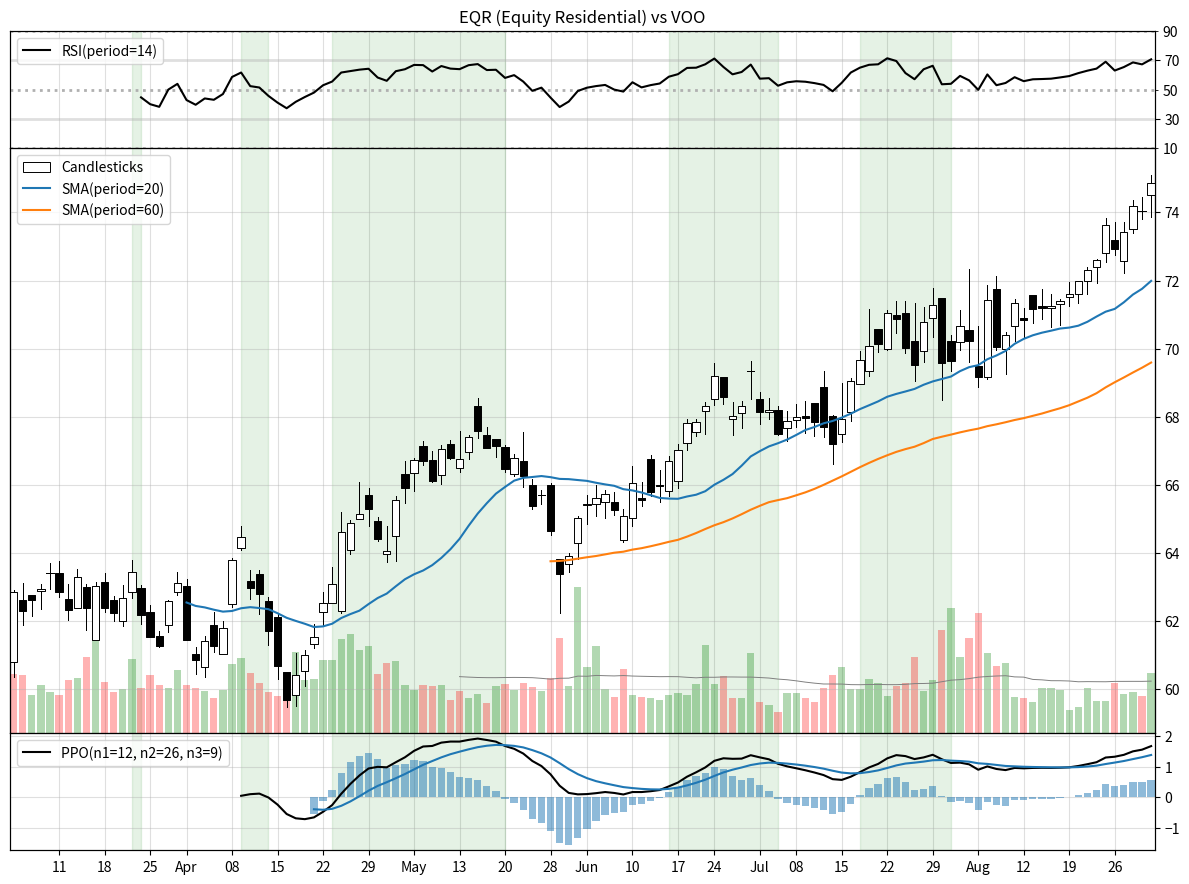 EQR (Equity Residential) vs VOO
RSI(period=14)
90
70
50
30
10
Candlesticks
SMA(period=20)
SMA(period=60)
74
72
70
68
66
64
62
60
PPO(n1=12, n2=26, n3=9)
2
1
0
−1
11 18 25 Apr 08 15 22 29 May 13 20 28 Jun 10 17 24 Jul 08 15 22 29 Aug 12 19 26